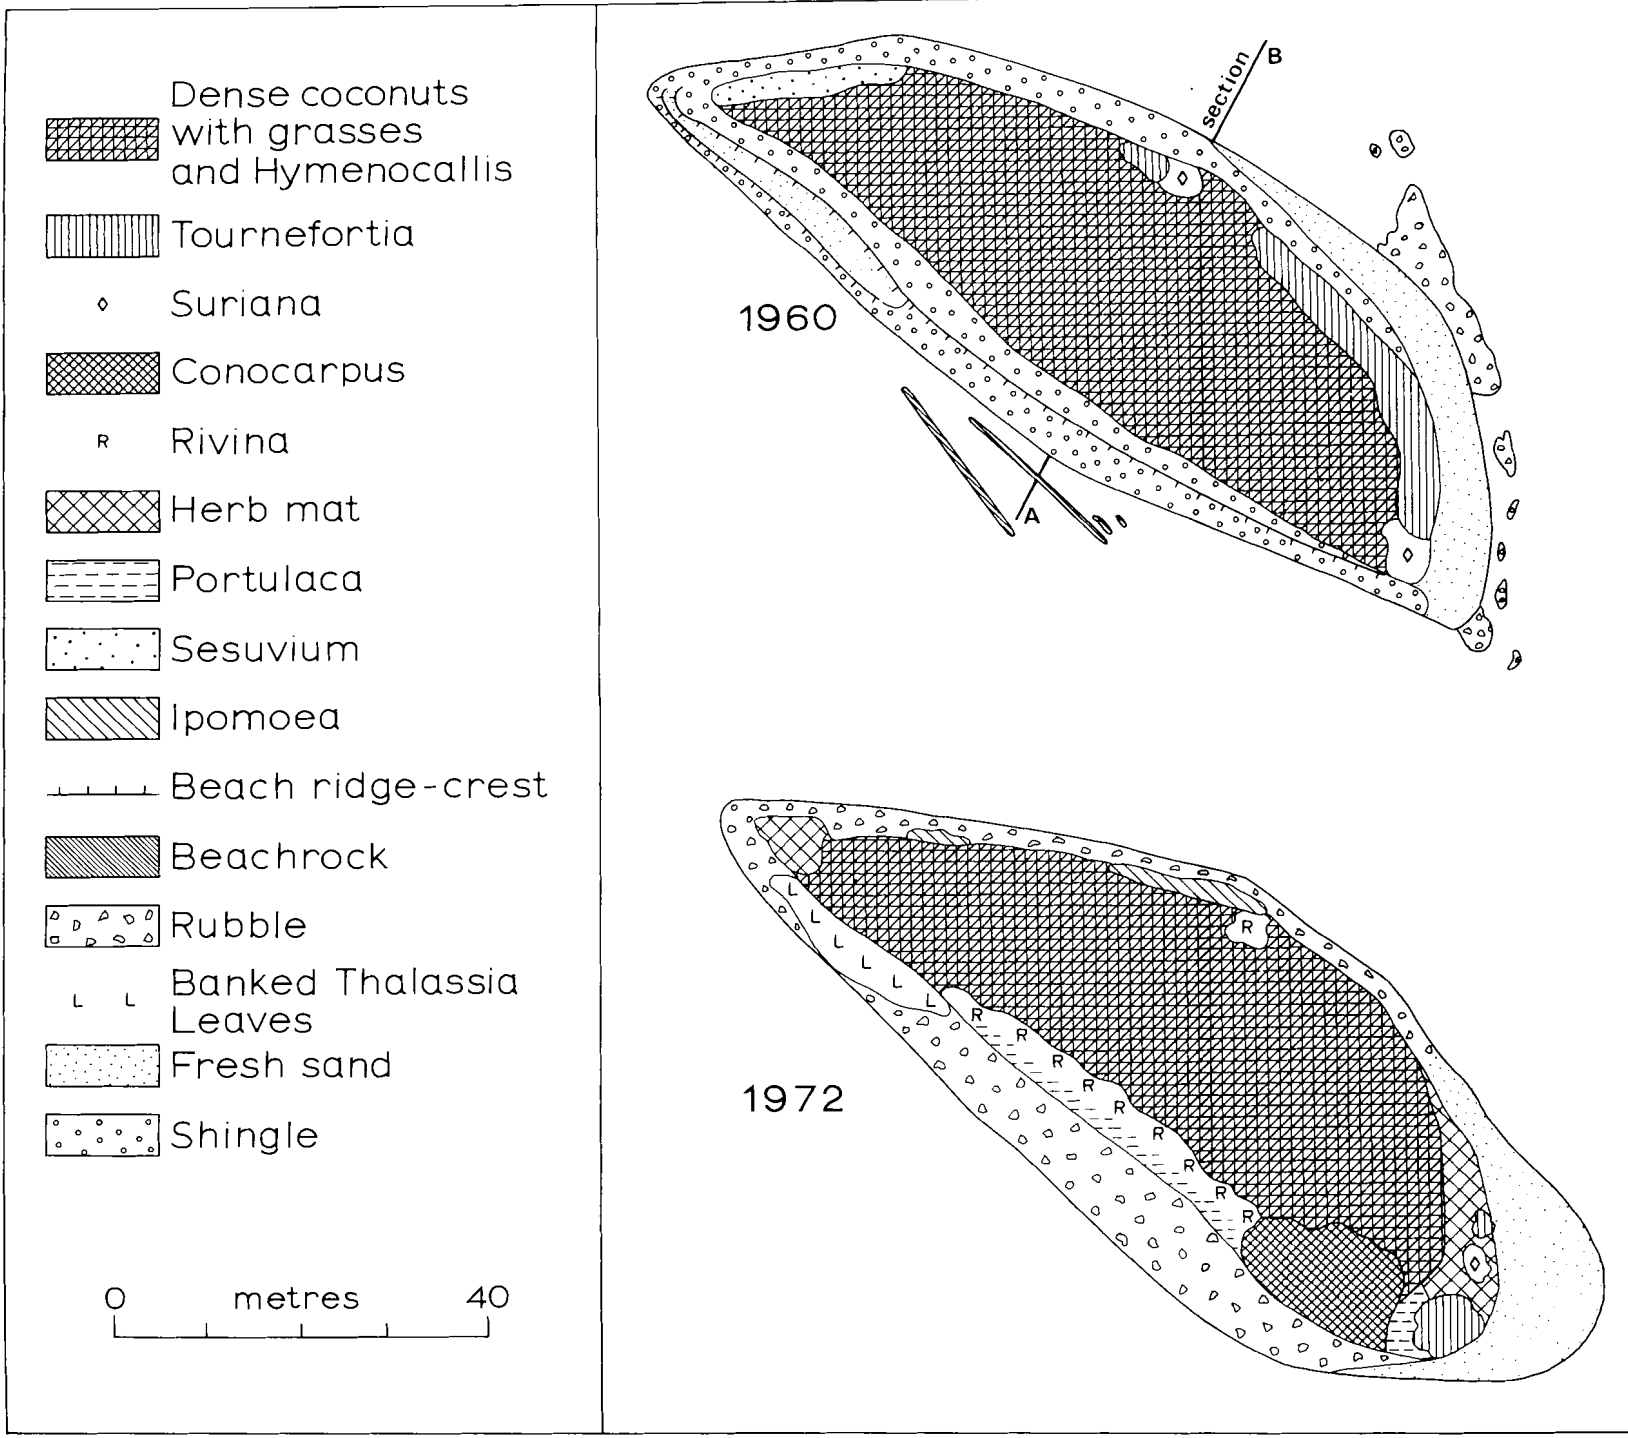 Dense coconuts
with grasses
and Hymenocallis
Tournefortia
Suriana
Conocarpus
R Rivina
Herb mat
Portulaca
Sesuvium
Ipomoea
Beach ridge-crest
Beachrock
Rubble
Banked Thalassia
L L Leaves
Fresh sand
Shingle
0 metres 40
section B
1960
A
1972
L
L
L
L
L
L
R
R
R
R
R
R
R
R
R
R